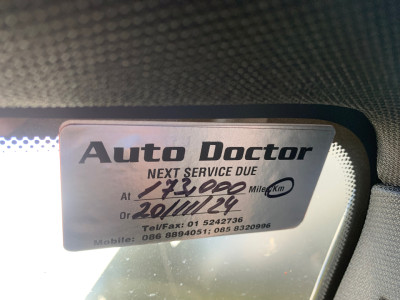 Auto Doctor
NEXT SERVICE DUE
At 173,000 Miles Km
Or 20/11/24
Tel/Fax: 01 5242736
Mobile: 086 8894051; 085 8320996